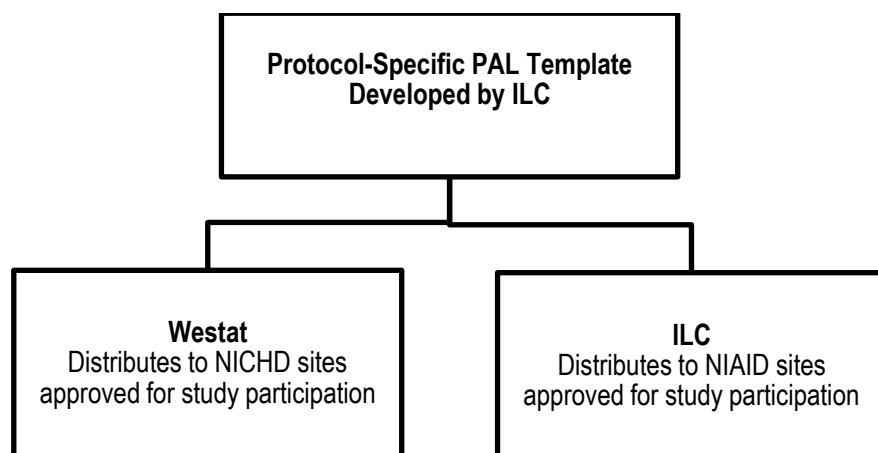 Protocol-Specific PAL Template
Developed by ILC
Westat
Distributes to NICHD sites
approved for study participation
ILC
Distributes to NIAID sites
approved for study participation